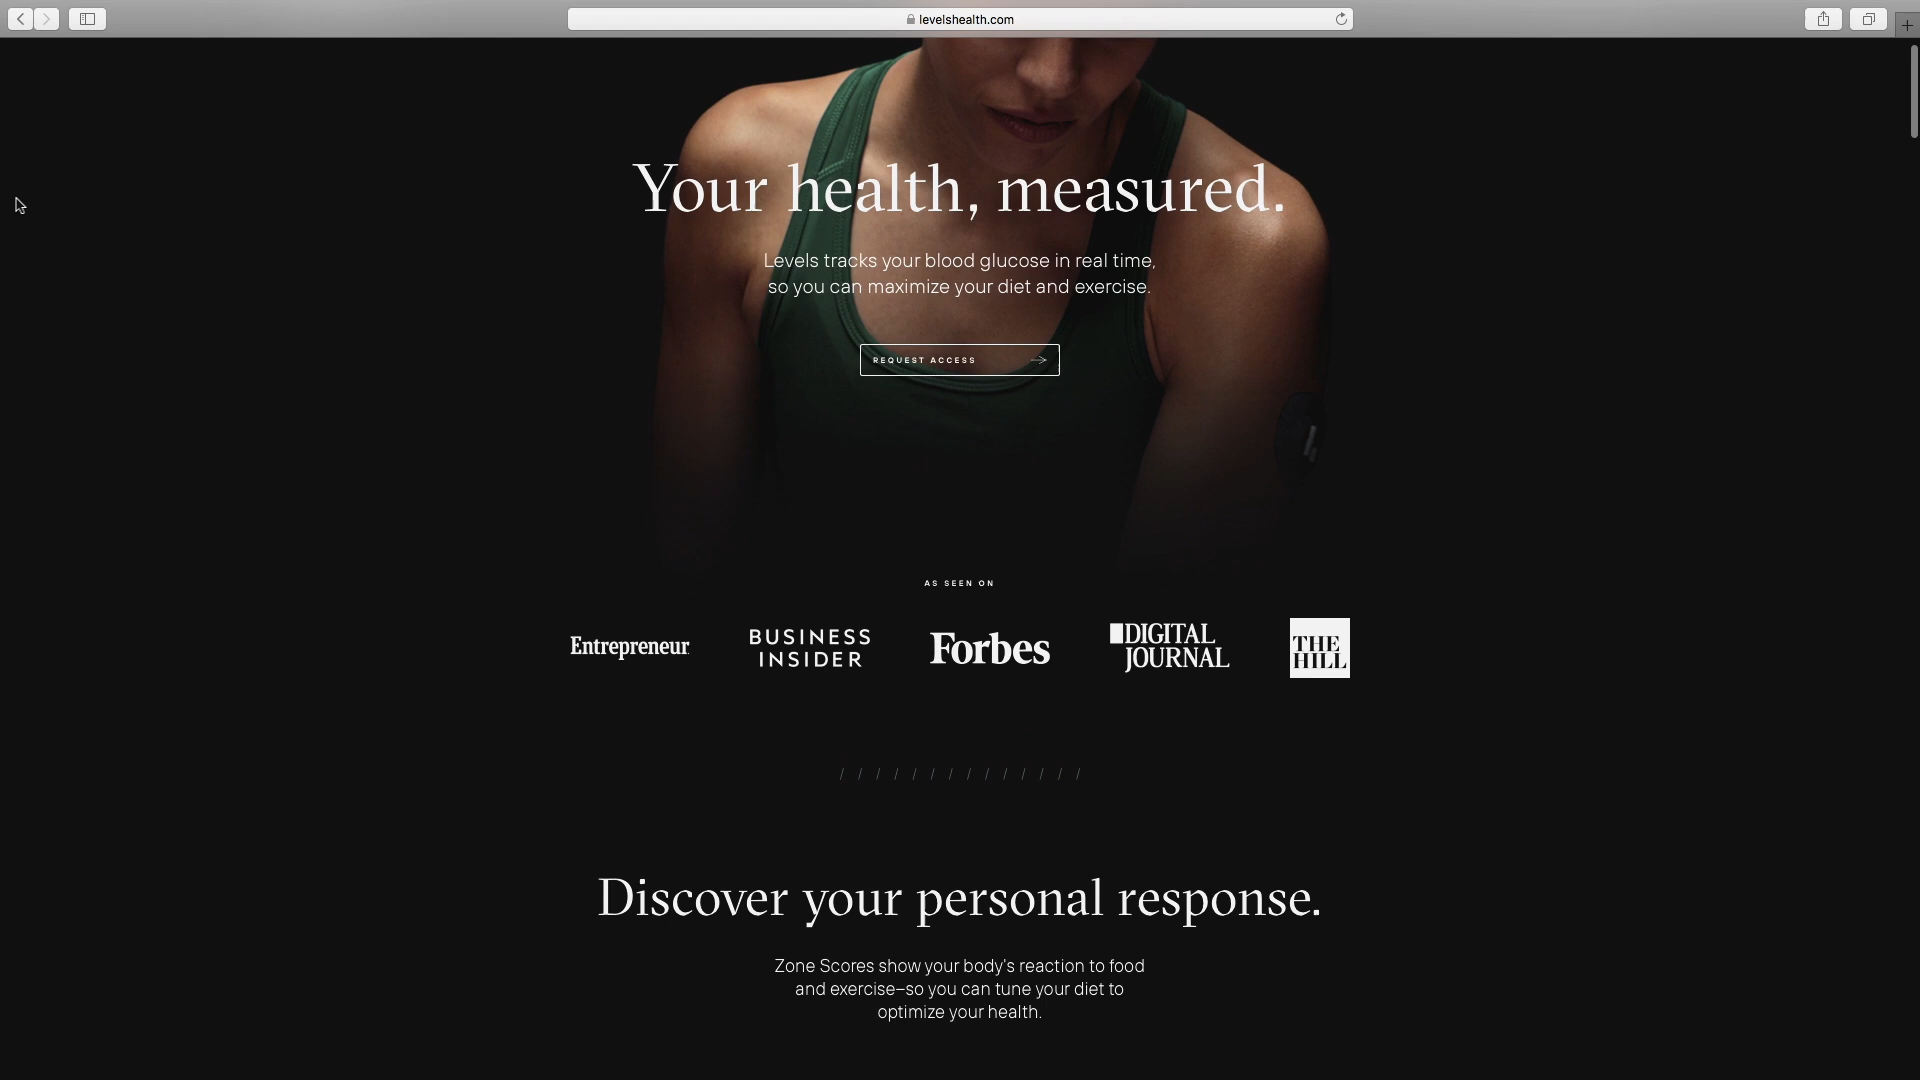 levelshealth.com
Your health, measured.
Levels tracks your blood glucose in real time,
so you can maximize your diet and exercise.
REQUEST ACCESS
AS SEEN ON
Entrepreneur
BUSINESS
INSIDER
Forbes
DIGITAL
JOURNAL
THE
HILL
/ / / / / / / / / / / / / /
Discover your personal response.
Zone Scores show your body's reaction to food
and exercise–so you can tune your diet to
optimize your health.